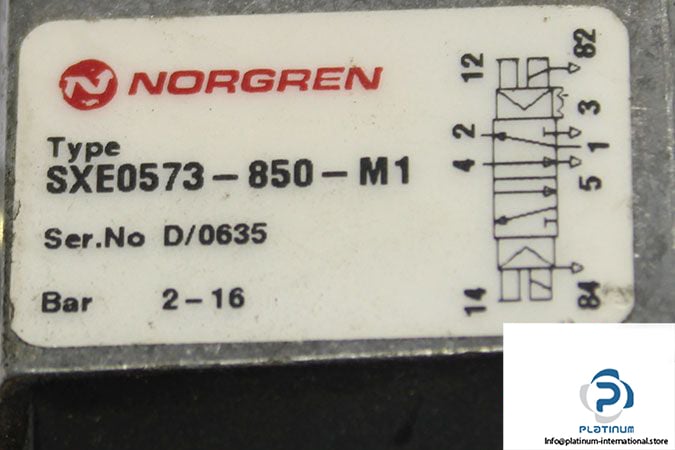 NORGREN
Type
SXE0573-850-M1
Ser.No D/0635
Bar 2-16
12
82
3
2
1
4
5
14
84
P
PLATINUM
Info@platinum-international.store